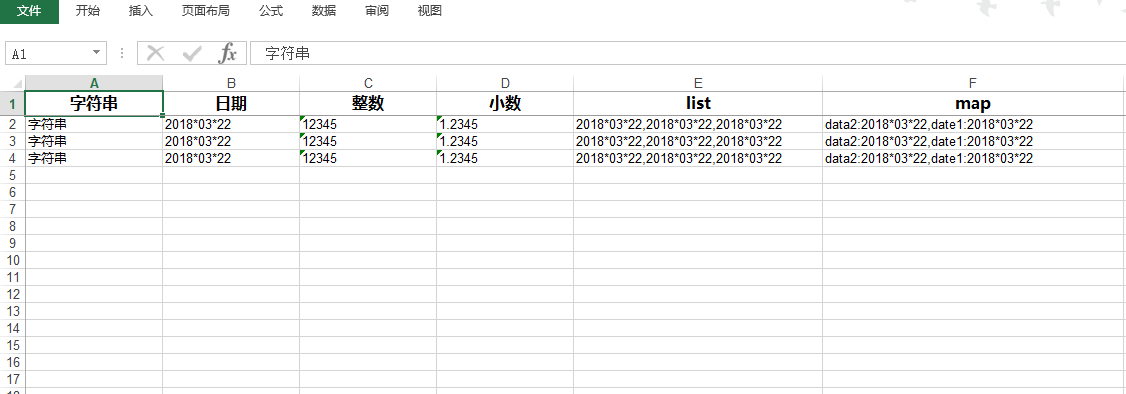 文件 开始 插入 页面布局 公式 数据 审阅 视图
A1 fx 字符串
A B C D E F
1 字符串 日期 整数 小数 list map
2 字符串 2018*03*22 12345 1.2345 2018*03*22,2018*03*22,2018*03*22 data2:2018*03*22,date1:2018*03*22
3 字符串 2018*03*22 12345 1.2345 2018*03*22,2018*03*22,2018*03*22 data2:2018*03*22,date1:2018*03*22
4 字符串 2018*03*22 12345 1.2345 2018*03*22,2018*03*22,2018*03*22 data2:2018*03*22,date1:2018*03*22
5
6
7
8
9
10
11
12
13
14
15
16
17